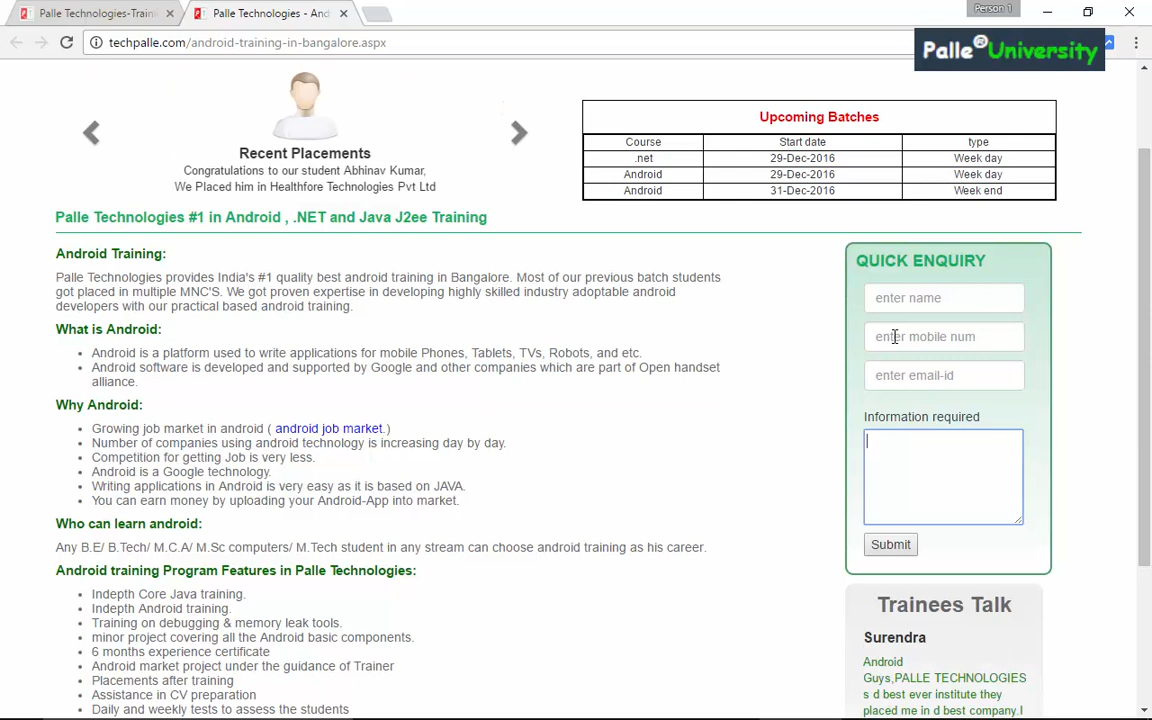 Palle Technologies-Traini
Palle Technologies - And
Person 1
techpalle.com/android-training-in-bangalore.aspx
Palle® University
Recent Placements
Congratulations to our student Abhinav Kumar,
We Placed him in Healthfore Technologies Pvt Ltd
Upcoming Batches
Course Start date type
.net 29-Dec-2016 Week day
Android 29-Dec-2016 Week day
Android 31-Dec-2016 Week end
Palle Technologies #1 in Android , .NET and Java J2ee Training
Android Training:
Palle Technologies provides India's #1 quality best android training in Bangalore. Most of our previous batch students
got placed in multiple MNC'S. We got proven expertise in developing highly skilled industry adoptable android
developers with our practical based android training.
What is Android:
Android is a platform used to write applications for mobile Phones, Tablets, TVs, Robots, and etc.
Android software is developed and supported by Google and other companies which are part of Open handset
alliance.
Why Android:
Growing job market in android ( android job market.)
Number of companies using android technology is increasing day by day.
Competition for getting Job is very less.
Android is a Google technology.
Writing applications in Android is very easy as it is based on JAVA.
You can earn money by uploading your Android-App into market.
Who can learn android:
Any B.E/ B.Tech/ M.C.A/ M.Sc computers/ M.Tech student in any stream can choose android training as his career.
Android training Program Features in Palle Technologies:
Indepth Core Java training.
Indepth Android training.
Training on debugging & memory leak tools.
minor project covering all the Android basic components.
6 months experience certificate
Android market project under the guidance of Trainer
Placements after training
Assistance in CV preparation
Daily and weekly tests to assess the students
QUICK ENQUIRY
enter name
enter mobile num
enter email-id
Information required
Submit
Trainees Talk
Surendra
Android
Guys,PALLE TECHNOLOGIES
s d best ever institute they
placed me in d best company.I